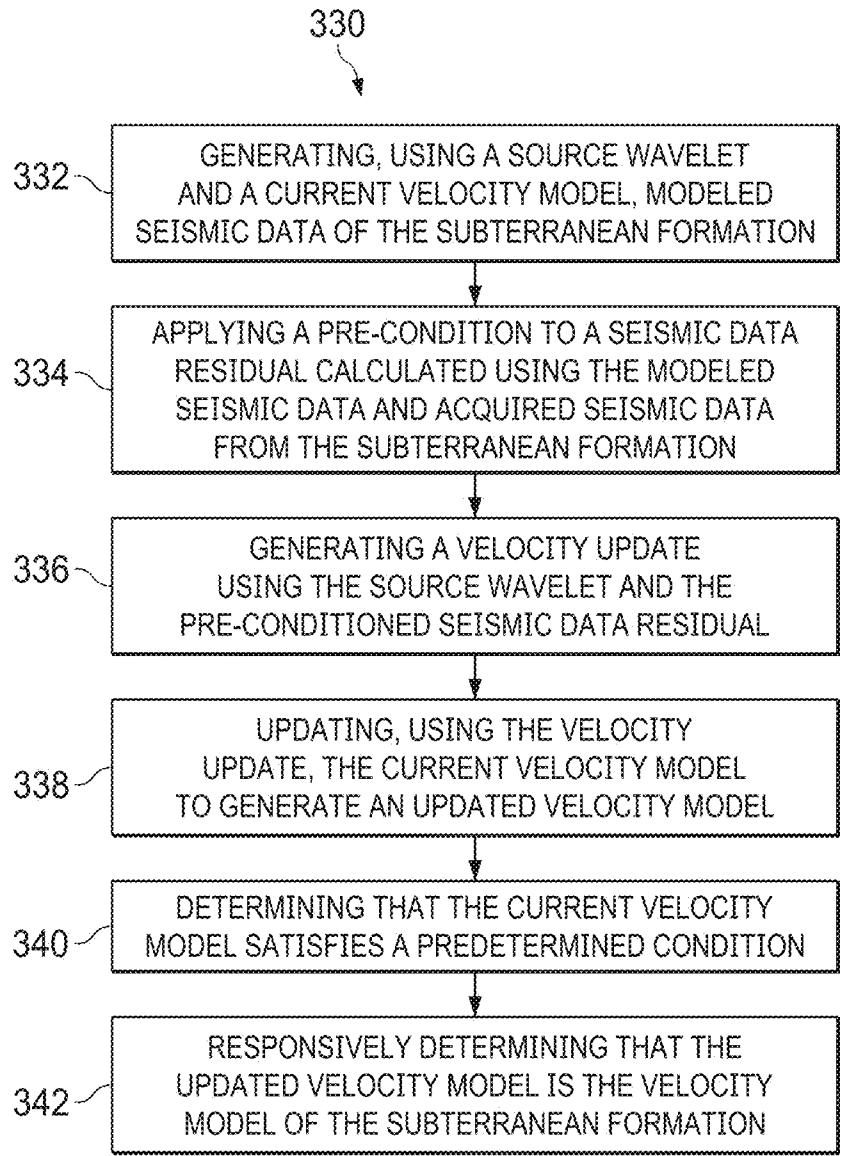 330
332
GENERATING, USING A SOURCE WAVELET
AND A CURRENT VELOCITY MODEL, MODELED
SEISMIC DATA OF THE SUBTERRANEAN FORMATION
334
APPLYING A PRE-CONDITION TO A SEISMIC DATA
RESIDUAL CALCULATED USING THE MODELED
SEISMIC DATA AND ACQUIRED SEISMIC DATA
FROM THE SUBTERRANEAN FORMATION
336
GENERATING A VELOCITY UPDATE
USING THE SOURCE WAVELET AND THE
PRE-CONDITIONED SEISMIC DATA RESIDUAL
338
UPDATING, USING THE VELOCITY
UPDATE, THE CURRENT VELOCITY MODEL
TO GENERATE AN UPDATED VELOCITY MODEL
340
DETERMINING THAT THE CURRENT VELOCITY
MODEL SATISFIES A PREDETERMINED CONDITION
342
RESPONSIVELY DETERMINING THAT THE
UPDATED VELOCITY MODEL IS THE VELOCITY
MODEL OF THE SUBTERRANEAN FORMATION